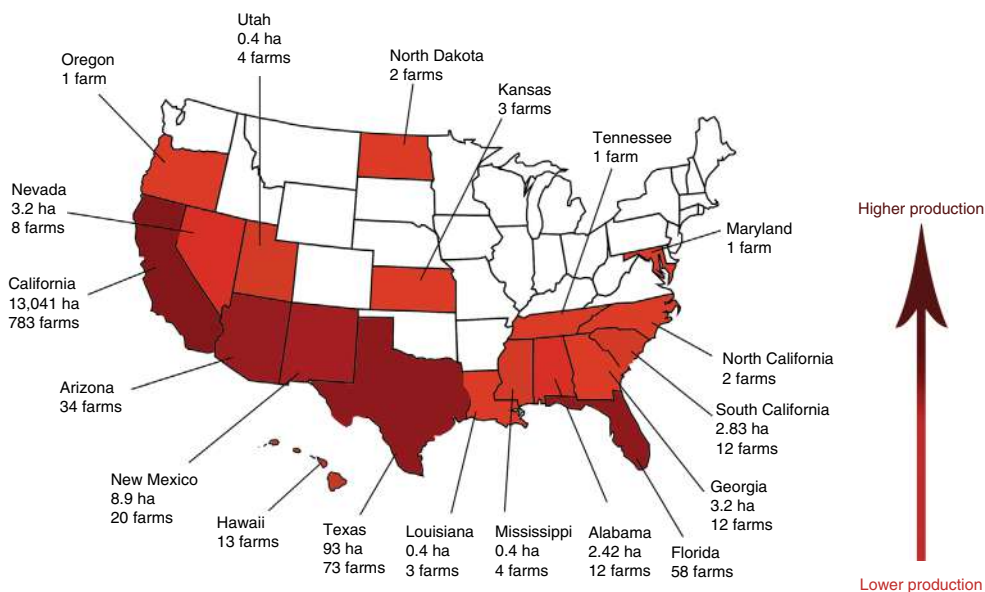 Utah
0.4 ha
4 farms
North Dakota
2 farms
Oregon
1 farm
Kansas
3 farms
Tennessee
1 farm
Nevada
3.2 ha
8 farms
Maryland
1 farm
Higher production
California
13,041 ha
783 farms
North California
2 farms
Arizona
34 farms
South California
2.83 ha
12 farms
New Mexico
8.9 ha
20 farms
Georgia
3.2 ha
12 farms
Hawaii
13 farms
Texas
93 ha
73 farms
Louisiana
0.4 ha
3 farms
Mississippi
0.4 ha
4 farms
Alabama
2.42 ha
12 farms
Florida
58 farms
Lower production